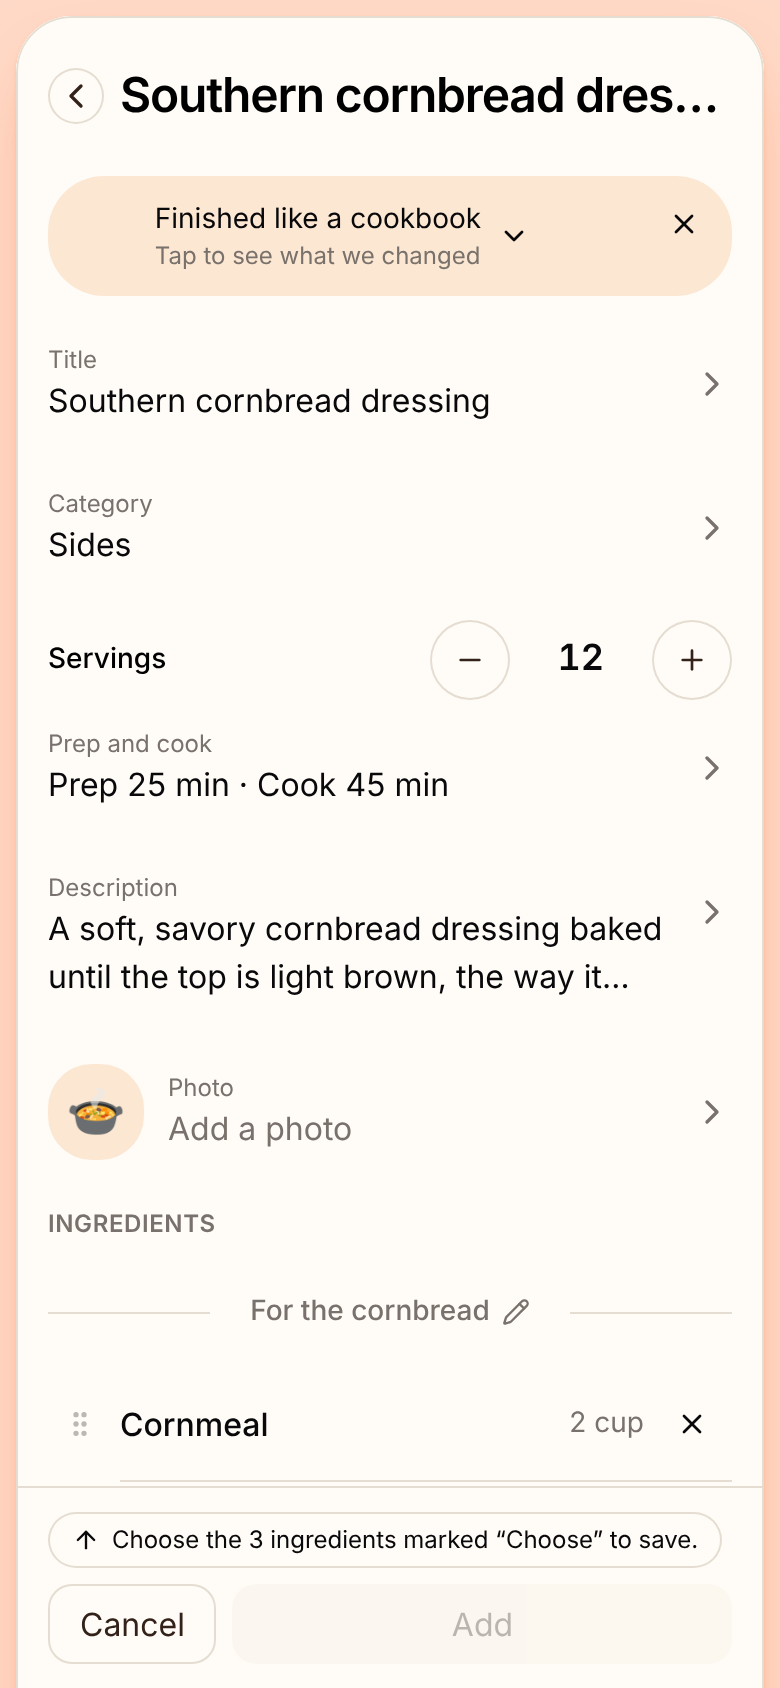 Southern cornbread dres...
Finished like a cookbook
Tap to see what we changed
Title
Southern cornbread dressing
Category
Sides
Servings
12
Prep and cook
Prep 25 min · Cook 45 min
Description
A soft, savory cornbread dressing baked
until the top is light brown, the way it...
Photo
Add a photo
INGREDIENTS
For the cornbread
Cornmeal
2 cup
Choose the 3 ingredients marked “Choose” to save.
Cancel
Add